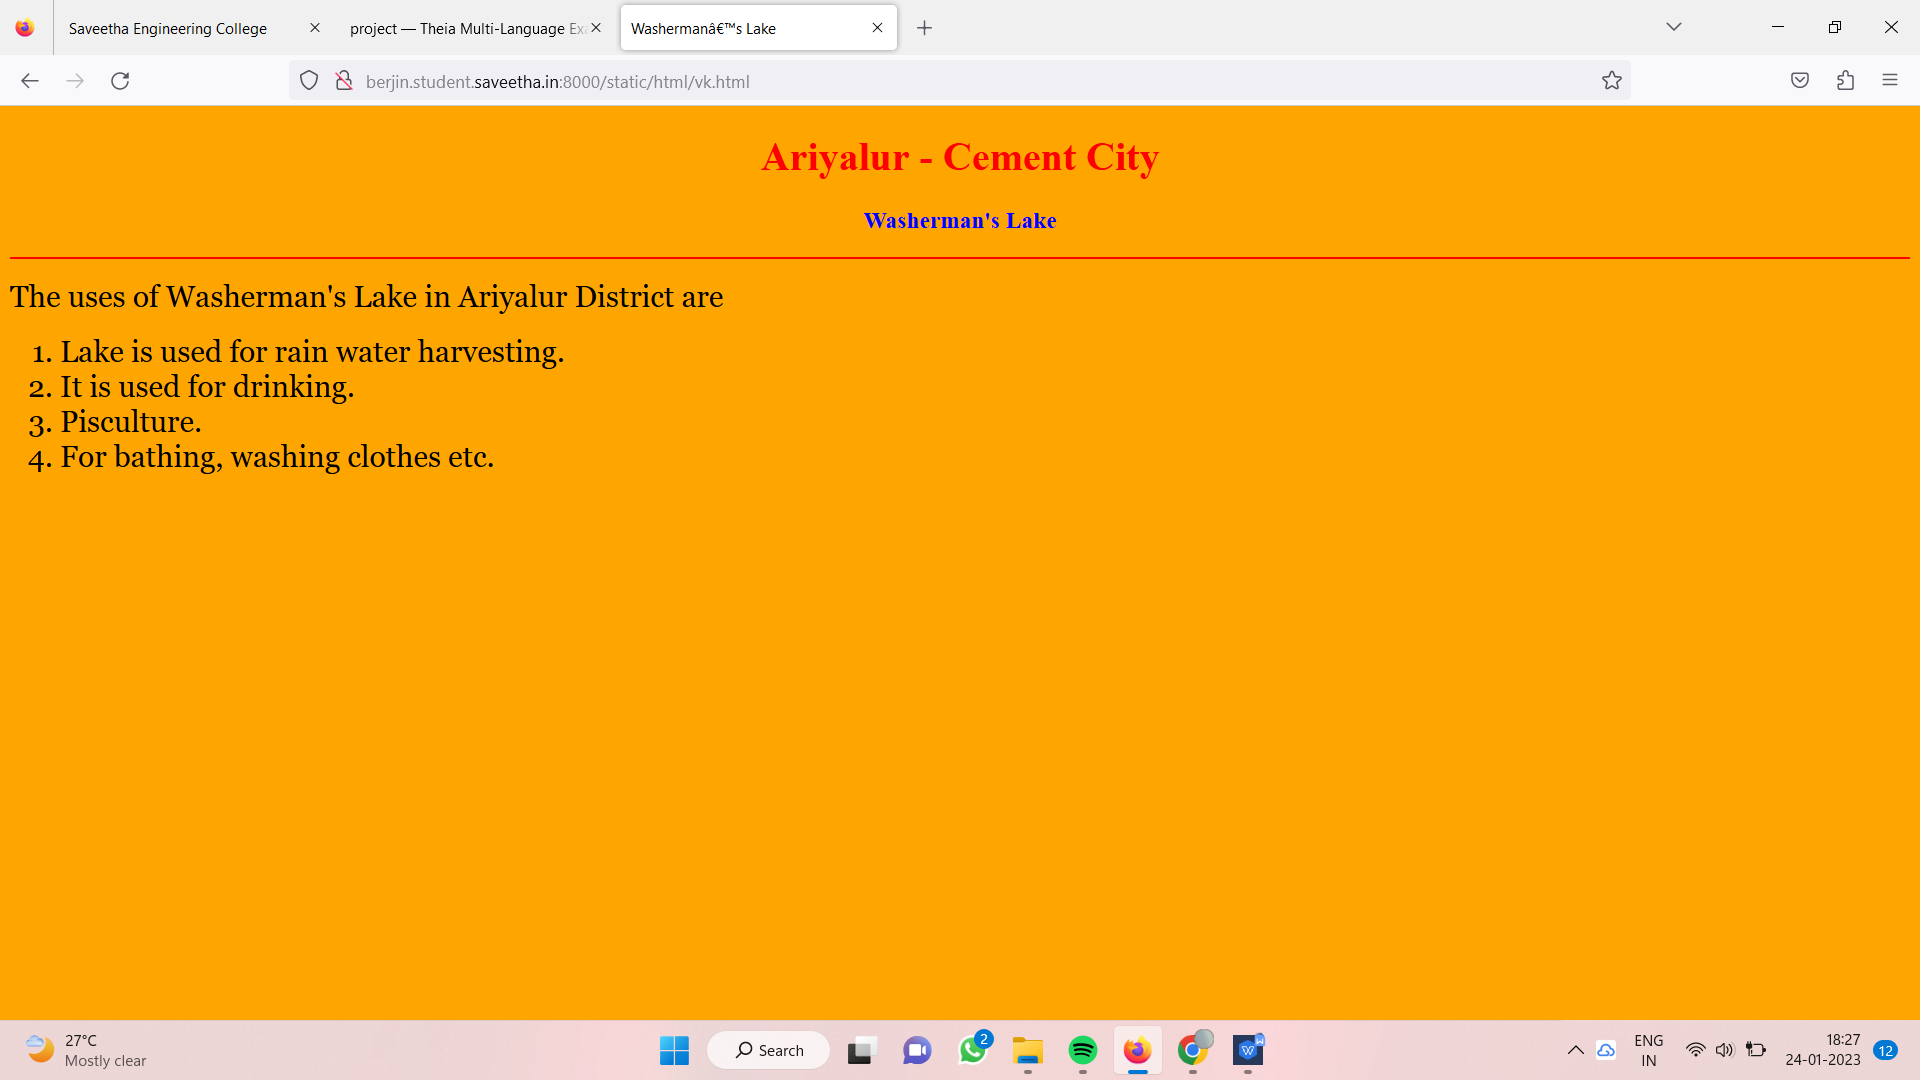 Saveetha Engineering College
project — Theia Multi-Language Exa
Washermanâ€™s Lake
berjin.student.saveetha.in:8000/static/html/vk.html
Ariyalur - Cement City
Washerman's Lake
The uses of Washerman's Lake in Ariyalur District are
1. Lake is used for rain water harvesting.
2. It is used for drinking.
3. Pisculture.
4. For bathing, washing clothes etc.
27°C
Mostly clear
Search
2
ENG
IN
18:27
24-01-2023
12